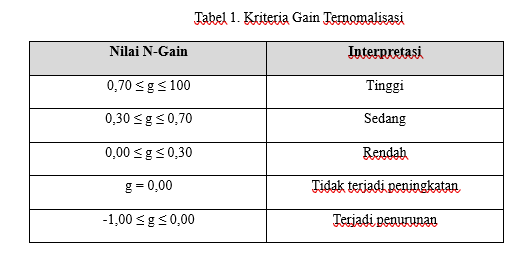 Tabel 1. Kriteria Gain Ternomalisasi
Nilai N-Gain Interpretasi
0,70 ≤ g ≤ 100 Tinggi
0,30 ≤ g ≤ 0,70 Sedang
0,00 ≤ g ≤ 0,30 Rendah
g = 0,00 Tidak terjadi peningkatan
-1,00 ≤ g ≤ 0,00 Terjadi penurunan